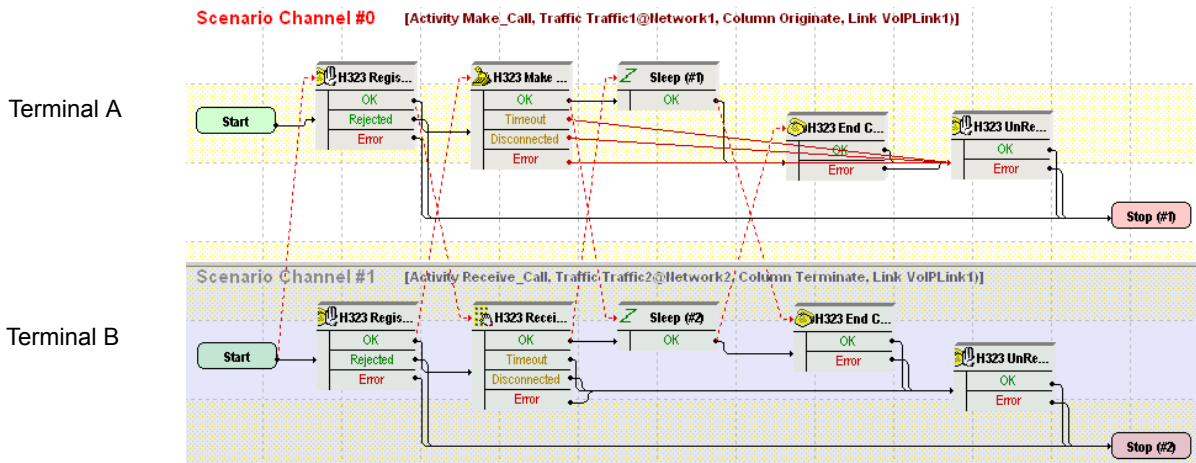 Scenario Channel #0 [Activity Make_Call, Traffic Traffic1@Network1, Column Originate, Link VoIPLink1)]
Terminal A
Start
H323 Regis...
OK
Rejected
Error
H323 Make ...
OK
Timeout
Disconnected
Error
Sleep (#1)
OK
H323 End C...
OK
Error
H323 UnRe...
OK
Error
Stop (#1)
Scenario Channel #1 [Activity Receive_Call, Traffic Traffic2@Network2, Column Terminate, Link VoIPLink1)]
Terminal B
Start
H323 Regis...
OK
Rejected
Error
H323 Recei...
OK
Timeout
Disconnected
Error
Sleep (#2)
OK
H323 End C...
OK
Error
H323 UnRe...
OK
Error
Stop (#2)